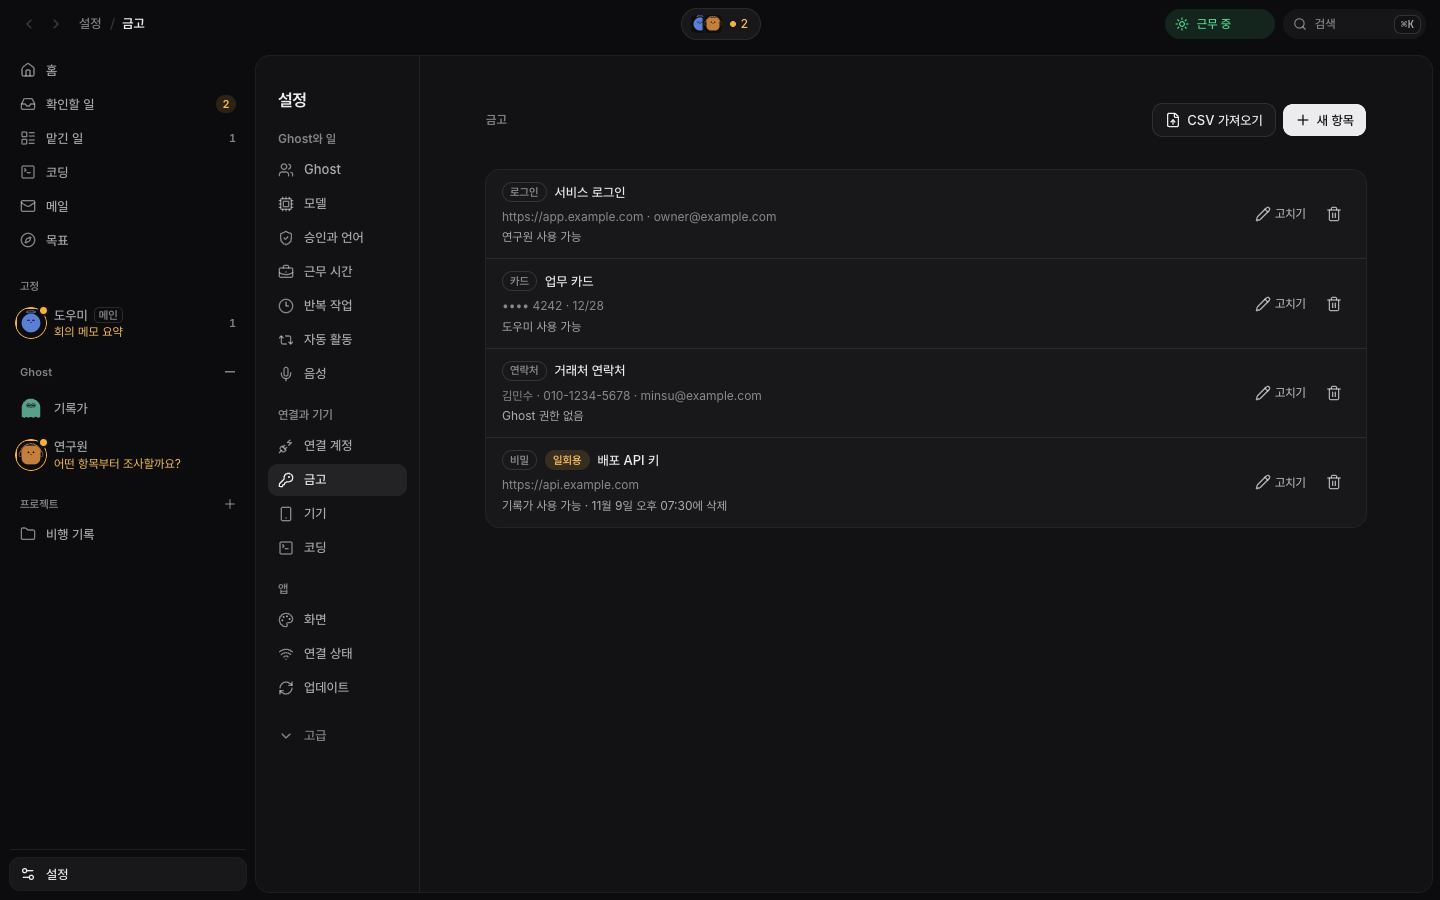 설정 / 금고
2
근무 중
검색
⌘K
홈
확인할 일
2
맡긴 일
1
코딩
메일
목표
고정
도우미 메인
회의 메모 요약
1
Ghost
기록가
연구원
어떤 항목부터 조사할까요?
프로젝트
비행 기록
설정
설정
Ghost와 일
Ghost
모델
승인과 언어
근무 시간
반복 작업
자동 활동
음성
연결과 기기
연결 계정
금고
기기
코딩
앱
화면
연결 상태
업데이트
고급
금고
CSV 가져오기
새 항목
로그인 서비스 로그인
https://app.example.com · owner@example.com
연구원 사용 가능
고치기
카드 업무 카드
•••• 4242 · 12/28
도우미 사용 가능
고치기
연락처 거래처 연락처
김민수 · 010-1234-5678 · minsu@example.com
Ghost 권한 없음
고치기
비밀 일회용 배포 API 키
https://api.example.com
기록가 사용 가능 · 11월 9일 오후 07:30에 삭제
고치기